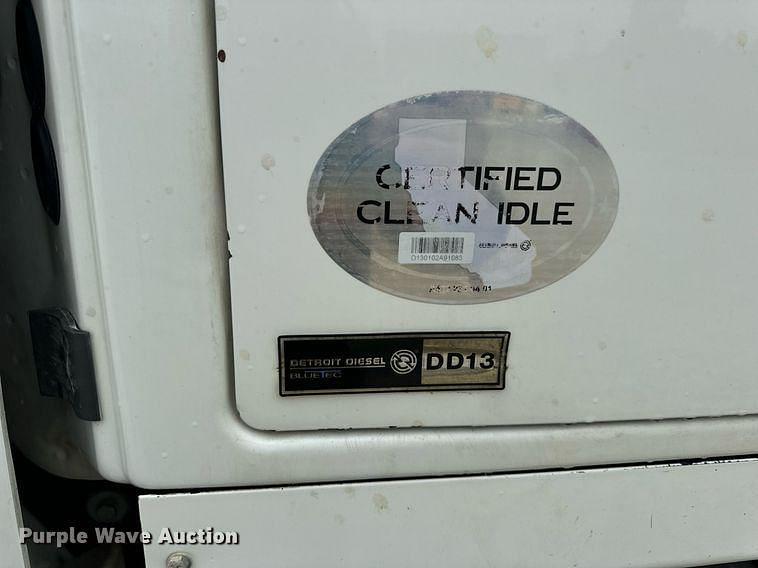 CERTIFIED
CLEAN IDLE
D130102A91083
DETROIT DIESEL
BLUETEC
DD13
Purple Wave Auction